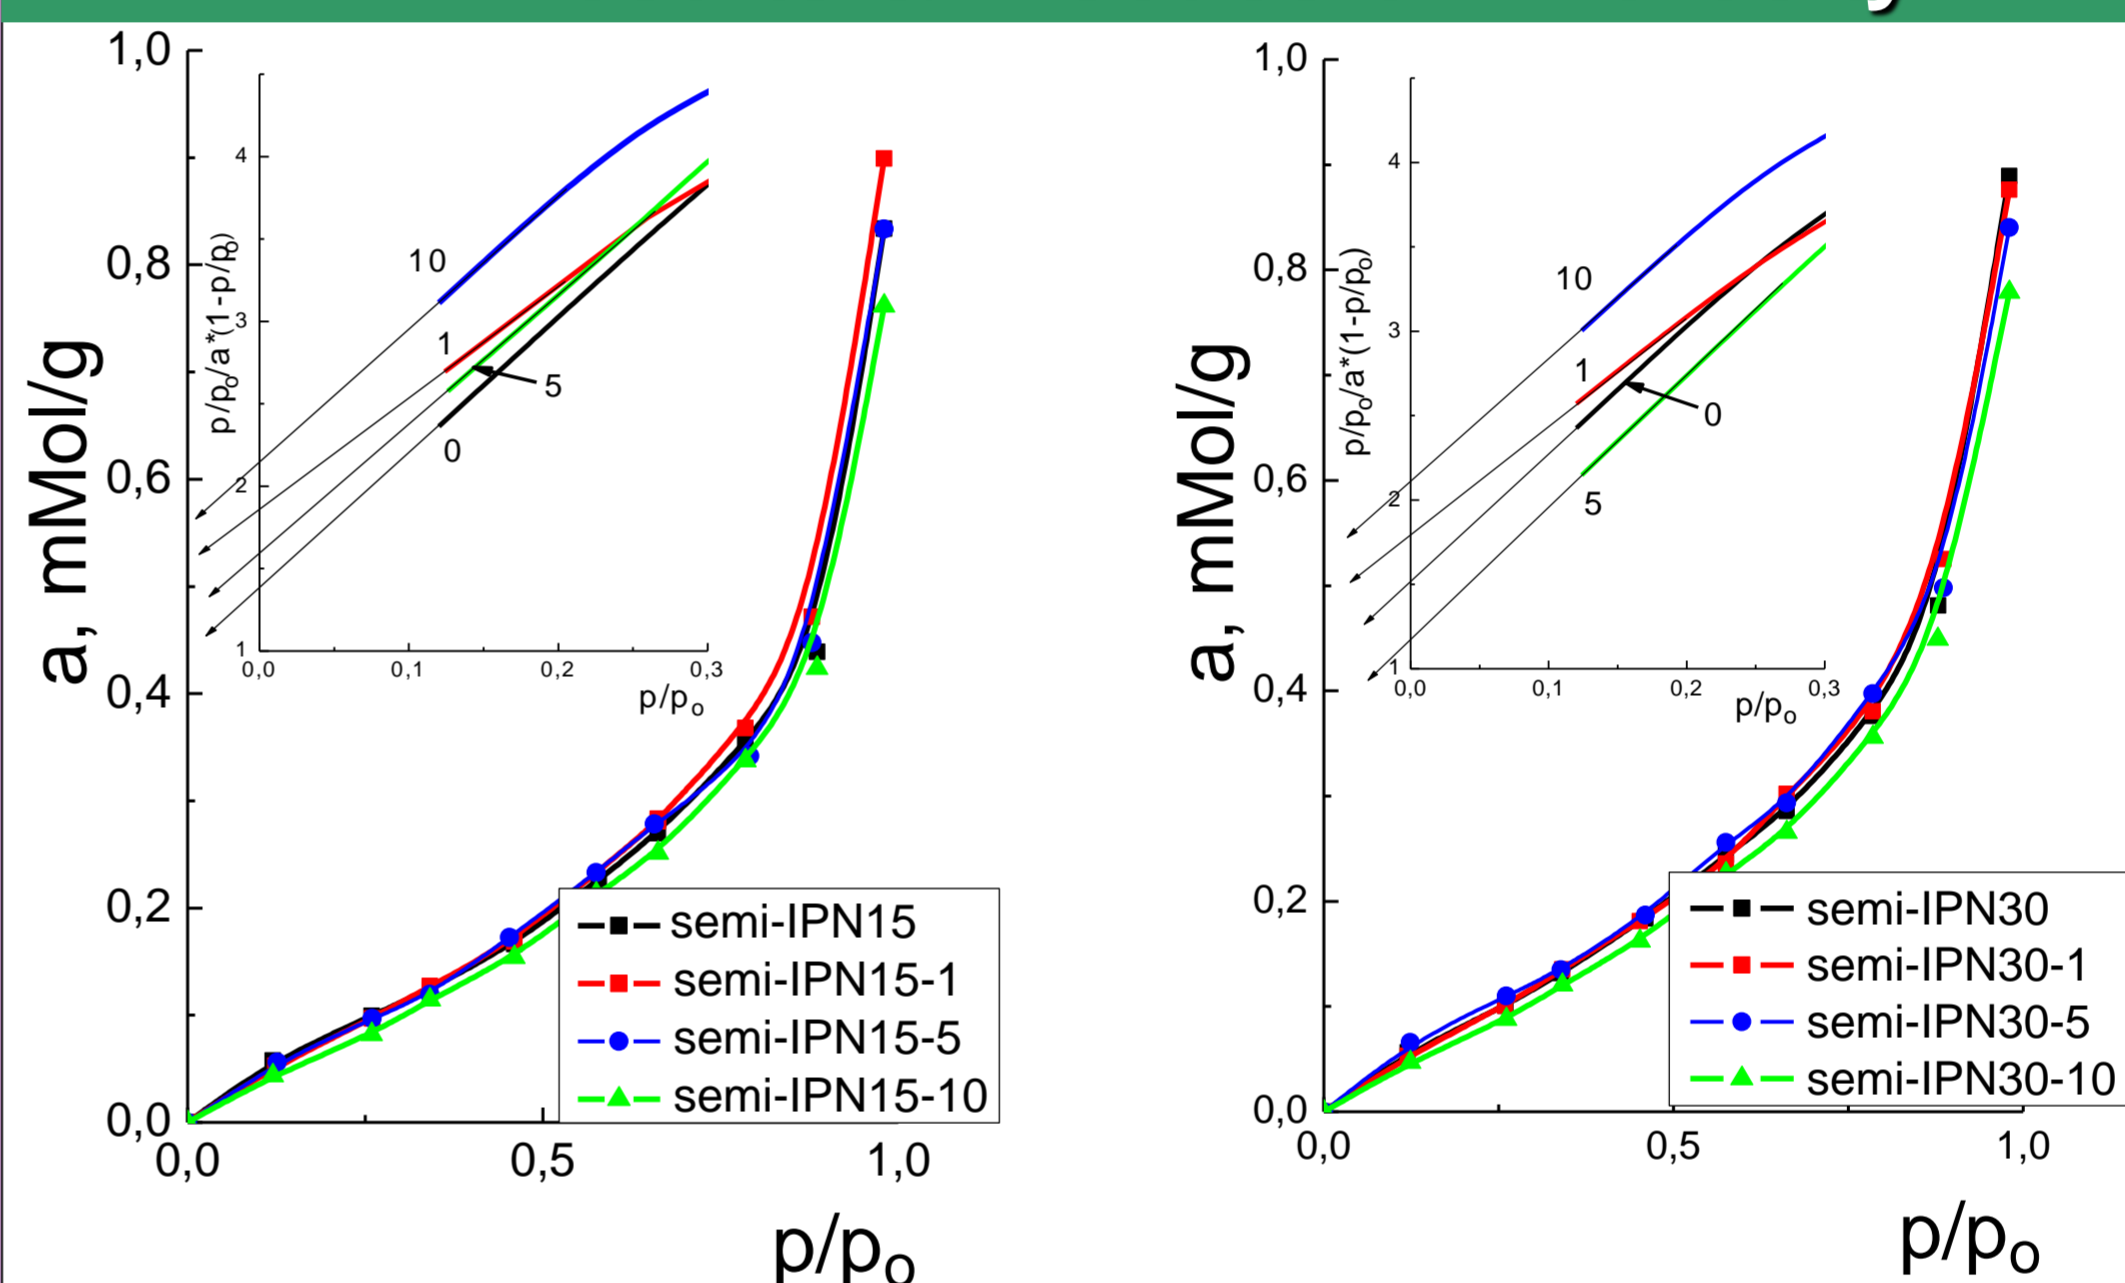 y
1,0
0,8
0,6
0,4
0,2
0,0
0,0
0,5
1,0
a, mMol/g
p/po
4
3
2
1
0,0
0,1
0,2
0,3
p/po/a*(1-p/po)
p/po
10
1
5
0
semi-IPN15
semi-IPN15-1
semi-IPN15-5
semi-IPN15-10
1,0
0,8
0,6
0,4
0,2
0,0
0,0
0,5
1,0
a, mMol/g
p/po
4
3
2
1
0,0
0,1
0,2
0,3
p/po/a*(1-p/po)
p/po
10
1
0
5
semi-IPN30
semi-IPN30-1
semi-IPN30-5
semi-IPN30-10